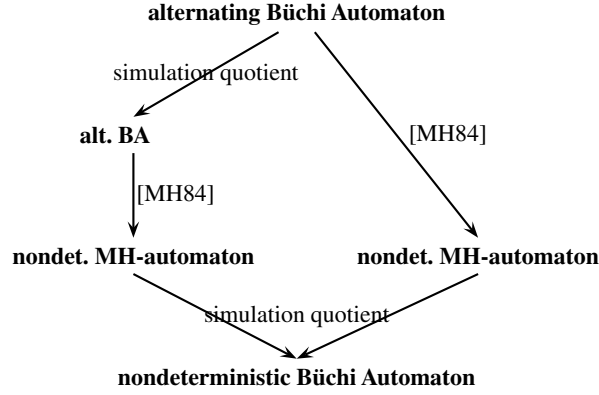 alternating Büchi Automaton
simulation quotient
alt. BA
[MH84]
[MH84]
nondet. MH-automaton
nondet. MH-automaton
simulation quotient
nondeterministic Büchi Automaton